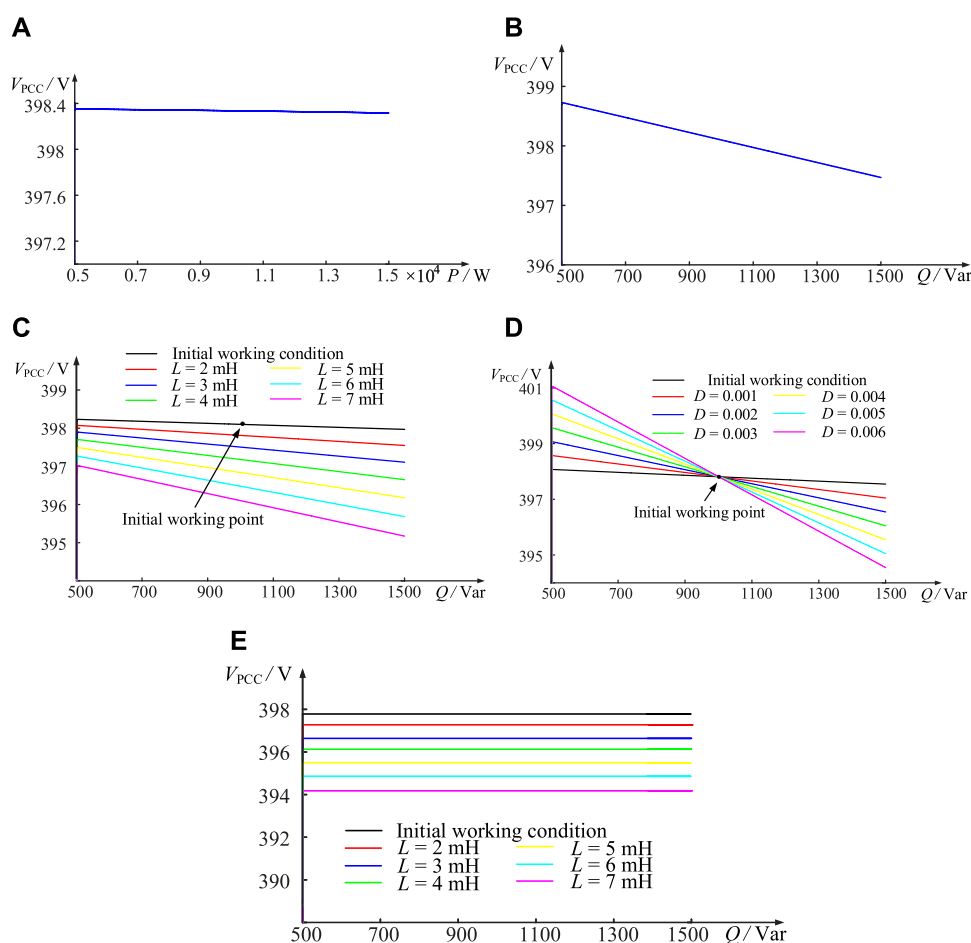 A
V_PCC / V
398.4
398
397.6
397.2
0.5 0.7 0.9 1.1 1.3 1.5 ×10⁴ P / W
B
V_PCC / V
399
398
397
396
500 700 900 1100 1300 1500 Q / Var
C
V_PCC / V
Initial working condition
L = 2 mH L = 5 mH
L = 3 mH L = 6 mH
L = 4 mH L = 7 mH
399
398
397
396
395
Initial working point
500 700 900 1100 1300 1500 Q / Var
D
V_PCC / V
Initial working condition
D = 0.001 D = 0.004
D = 0.002 D = 0.005
D = 0.003 D = 0.006
401
399
397
395
Initial working point
500 700 900 1100 1300 1500 Q / Var
E
V_PCC / V
398
396
394
392
390
Initial working condition
L = 2 mH L = 5 mH
L = 3 mH L = 6 mH
L = 4 mH L = 7 mH
500 700 900 1100 1300 1500 Q / Var